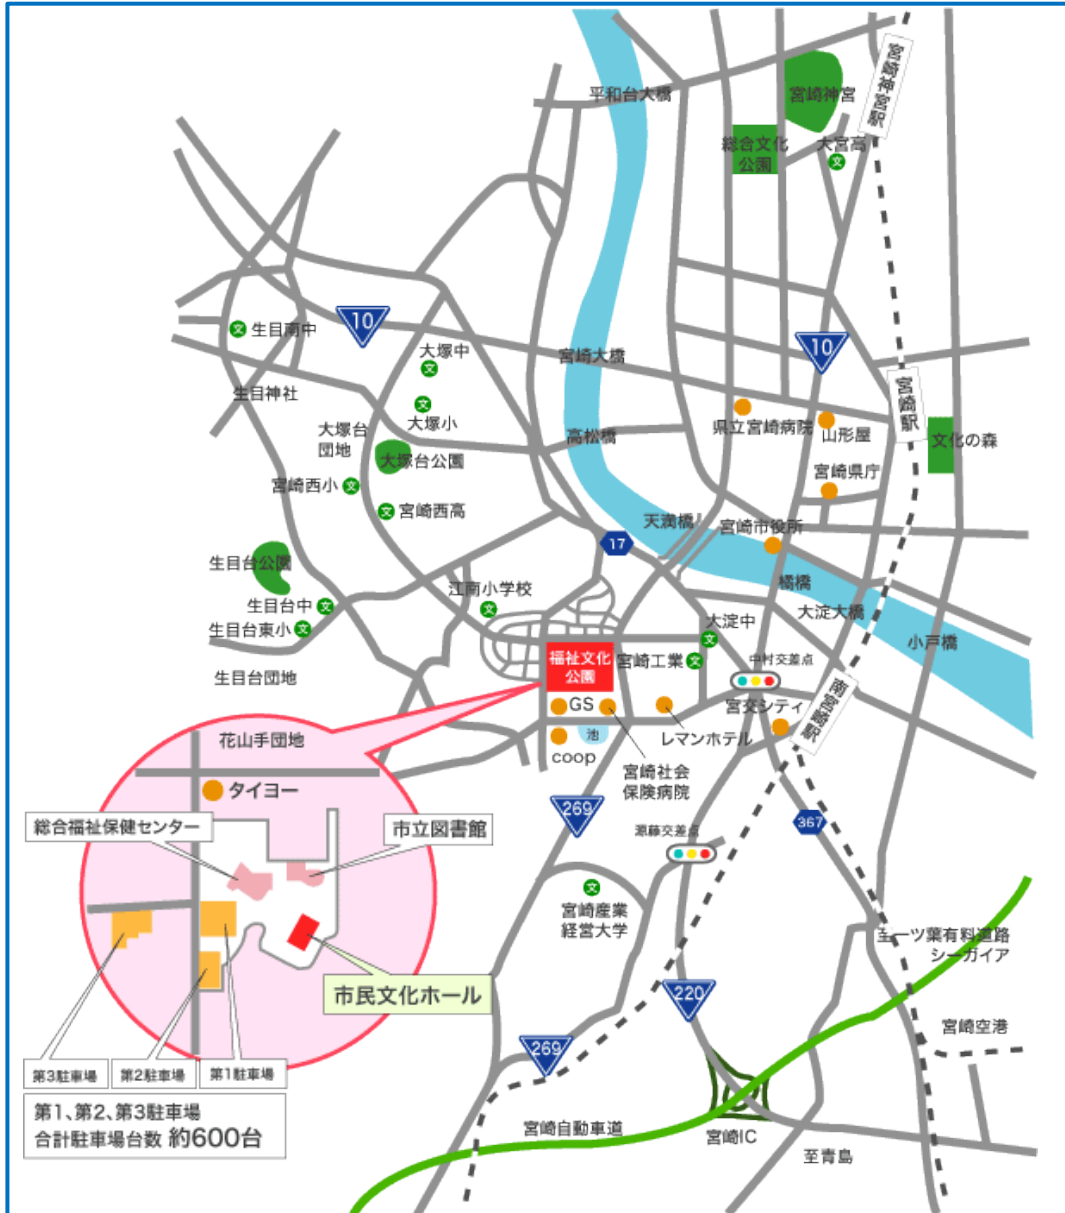 平和台大橋
宮崎神宮
宮崎神宮駅
総合文化
公園
大宮高
文
10
文
生目南中
大塚中
文
宮崎大橋
10
生目神社
文
大塚小
宮崎駅
大塚台
団地
高松橋
県立宮崎病院
山形屋
文化の森
大塚台公園
宮崎西小
文
宮崎県庁
文
宮崎西高
天満橋
宮崎市役所
17
生目台公園
橘橋
江南小学校
文
生目台中
文
大淀大橋
大淀中
文
生目台東小
文
小戸橋
福祉文化
公園
宮崎工業
文
中村交差点
生目台団地
南宮崎駅
GS
宮交シティ
池
レマンホテル
花山手団地
coop
宮崎社会
保険病院
タイヨー
269
総合福祉保健センター
市立図書館
源藤交差点
367
文
宮崎産業
経営大学
至一ツ葉有料道路
シーガイア
市民文化ホール
220
宮崎空港
269
第3駐車場
第2駐車場
第1駐車場
第1、第2、第3駐車場
合計駐車場台数 約600台
宮崎自動車道
宮崎IC
至青島